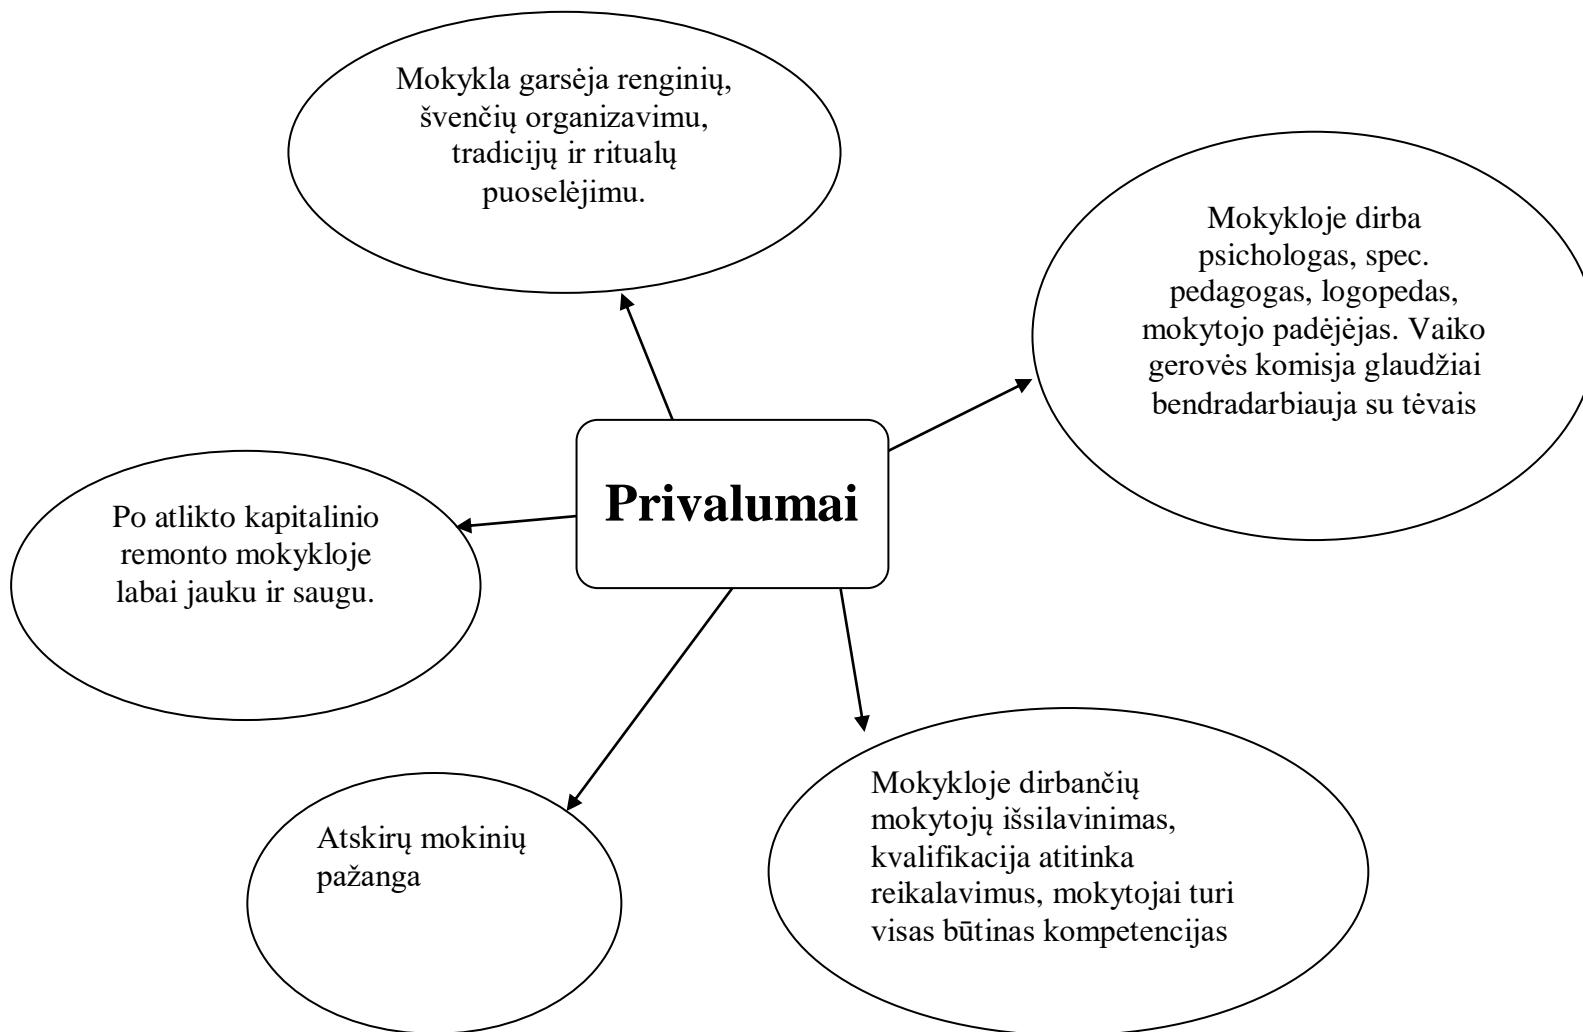 Mokykla garsėja renginių,
švenčių organizavimu,
tradicijų ir ritualų
puoselėjimu.
Mokykloje dirba
psichologas, spec.
pedagogas, logopedas,
mokytojo padėjėjas. Vaiko
gerovės komisja glaudžiai
bendradarbiauja su tėvais
Privalumai
Po atlikto kapitalinio
remonto mokykloje
labai jauku ir saugu.
Atskirų mokinių
pažanga
Mokykloje dirbančių
mokytojų išsilavinimas,
kvalifikacija atitinka
reikalavimus, mokytojai turi
visas būtinas kompetencijas